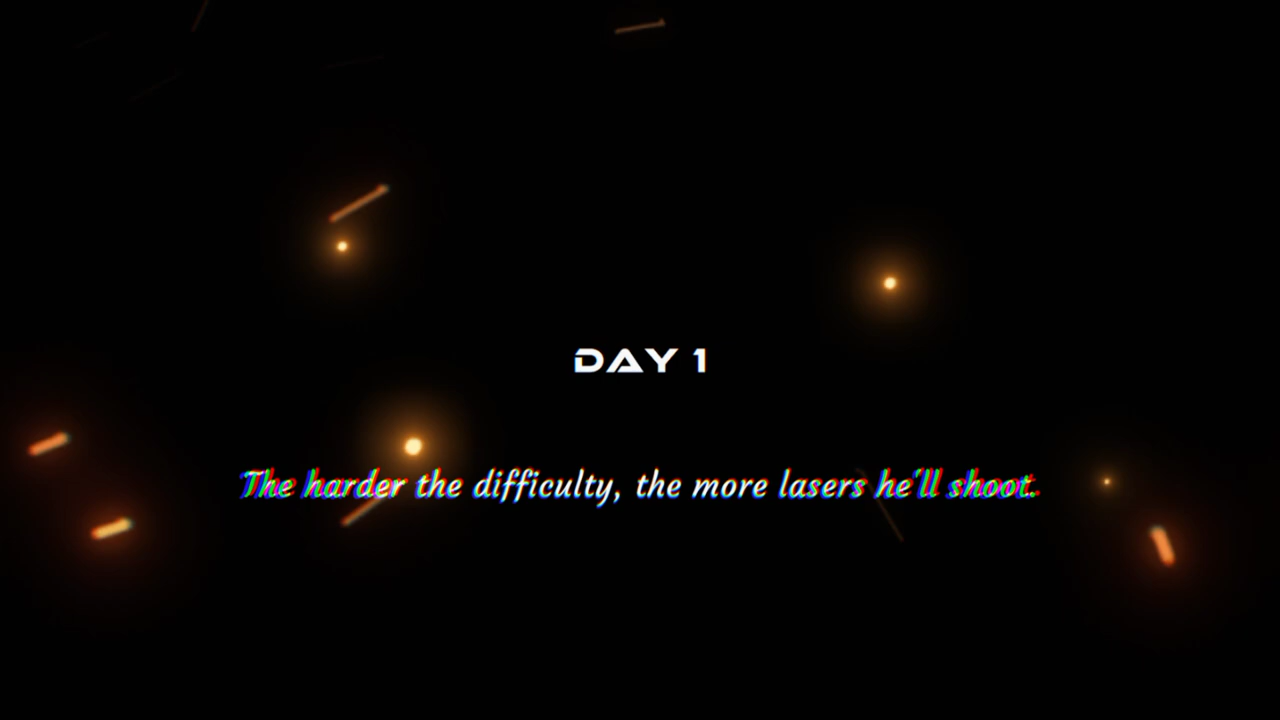 DAY 1
The harder the difficulty, the more lasers he'll shoot.